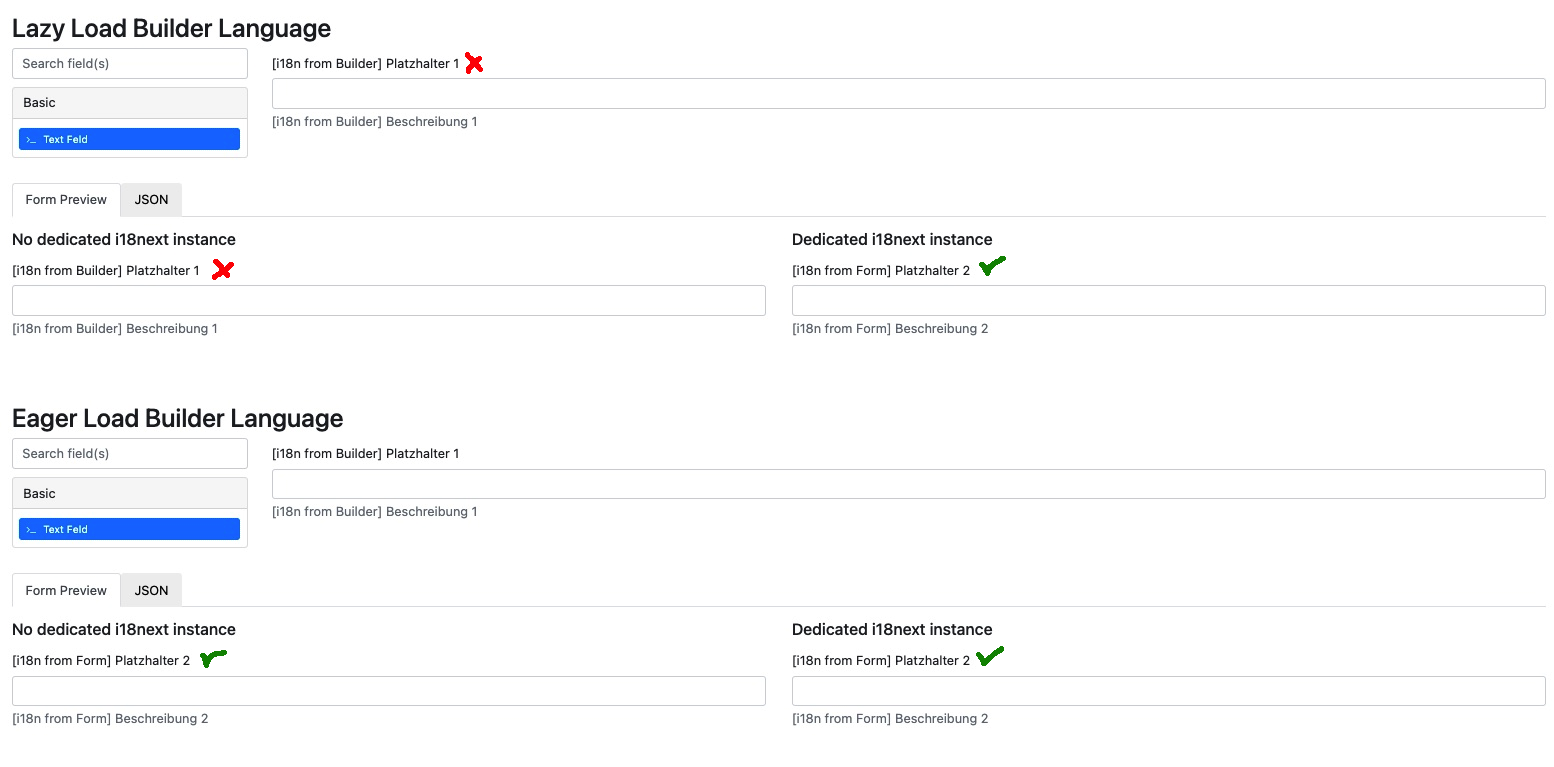 Lazy Load Builder Language
Search field(s)
[i18n from Builder] Platzhalter 1
Basic
[i18n from Builder] Beschreibung 1
>_ Text Feld
Form Preview
JSON
No dedicated i18next instance
Dedicated i18next instance
[i18n from Builder] Platzhalter 1
[i18n from Form] Platzhalter 2
[i18n from Builder] Beschreibung 1
[i18n from Form] Beschreibung 2
Eager Load Builder Language
Search field(s)
[i18n from Builder] Platzhalter 1
Basic
[i18n from Builder] Beschreibung 1
>_ Text Feld
Form Preview
JSON
No dedicated i18next instance
Dedicated i18next instance
[i18n from Form] Platzhalter 2
[i18n from Form] Platzhalter 2
[i18n from Form] Beschreibung 2
[i18n from Form] Beschreibung 2